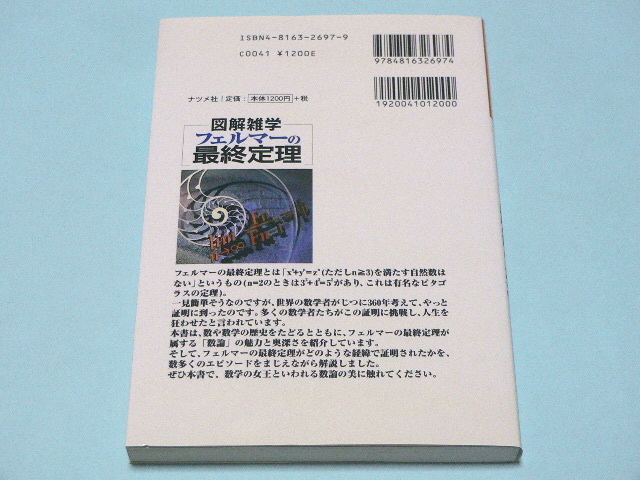 ISBN4-8163-2697-9
C0041 ¥1200E
9784816326974
1920041012000
ナツメ社 | 定価 : 本体1200円 +税
図解雑学
フェルマーの
最終定理
フェルマーの最終定理とは「xⁿ+yⁿ=zⁿ(ただしn≧3)を満たす自然数は
ない」というもの(n=2のときは3²+4²=5²があり、これは有名なピタゴ
ラスの定理)。
一見簡単そうなのですが、世界の数学者がじつに360年考えて、やっと
証明に到ったのです。多くの数学者たちがこの証明に挑戦し、人生を
狂わせたと言われています。
本書は、数や数学の歴史をたどるとともに、フェルマーの最終定理が
属する「数論」の魅力と奥深さを紹介しています。
そして、フェルマーの最終定理がどのような経緯で証明されたかを、
数多くのエピソードをまじえながら解説しました。
ぜひ本書で、数学の女王といわれる数論の美に触れてください。